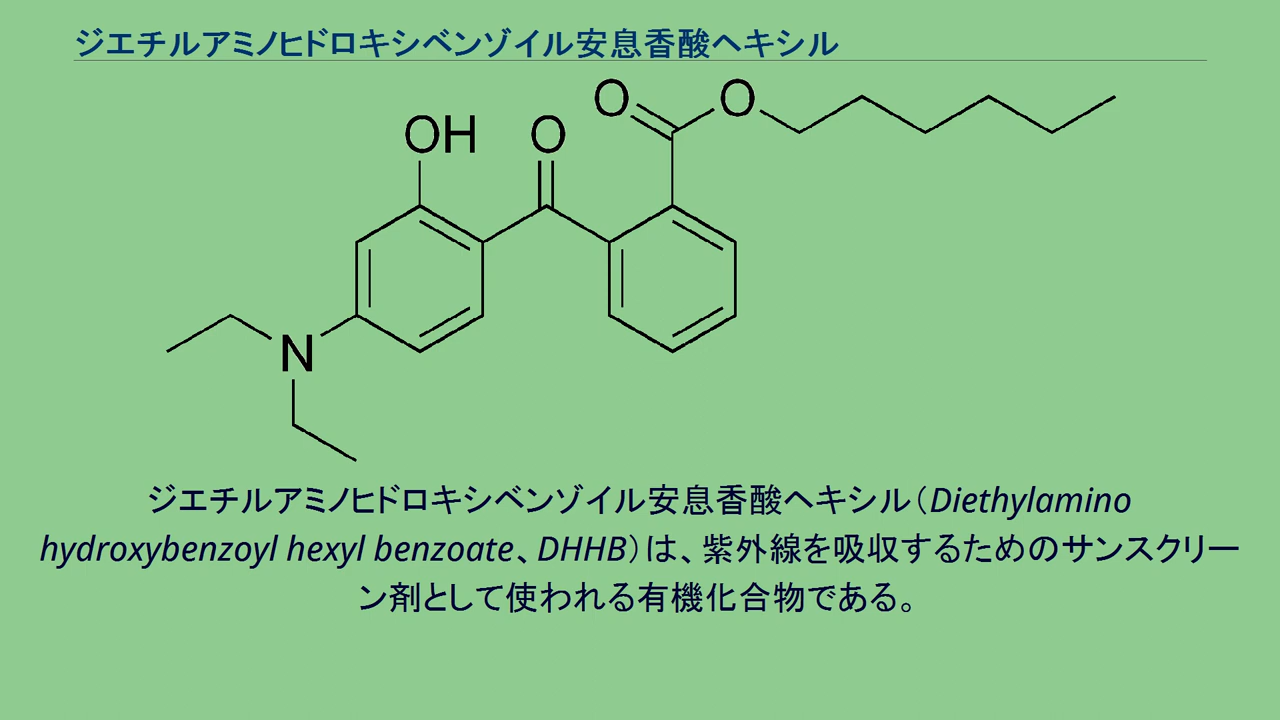 ジエチルアミノヒドロキシベンゾイル安息香酸ヘキシル
O
O
OH
O
N
ジエチルアミノヒドロキシベンゾイル安息香酸ヘキシル（Diethylamino
hydroxybenzoyl hexyl benzoate、DHHB）は、紫外線を吸収するためのサンスクリー
ン剤として使われる有機化合物である。